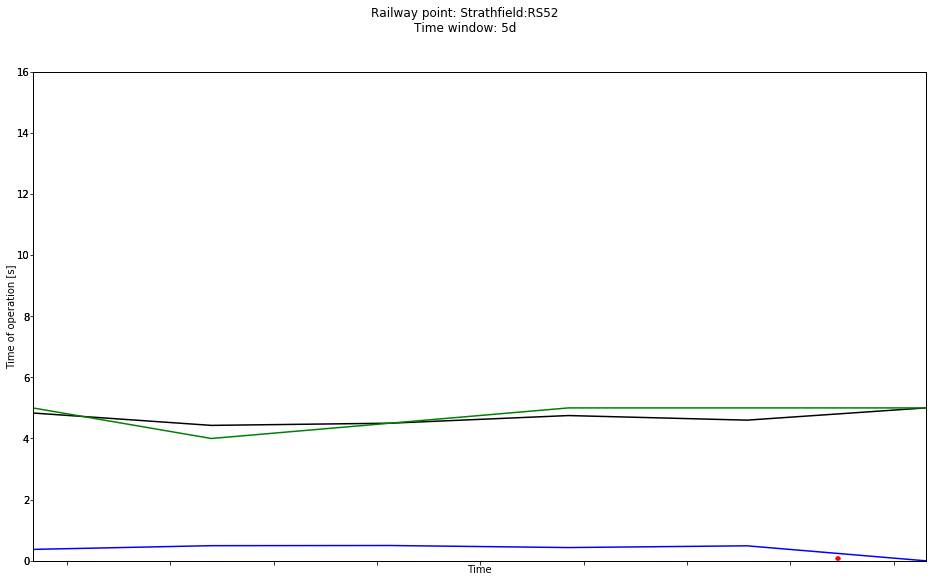 Railway point: Strathfield:RS52
Time window: 5d
16
14
12
10
8
6
4
2
0
Time of operation [s]
Time